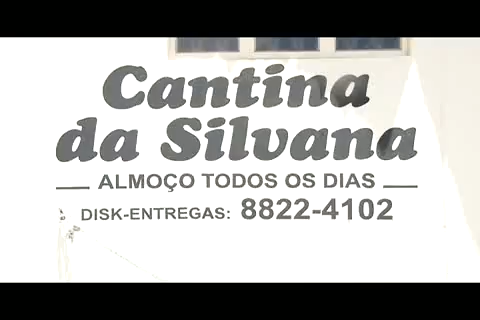 Cantina
da Silvana
ALMOÇO TODOS OS DIAS
DISK-ENTREGAS: 8822-4102